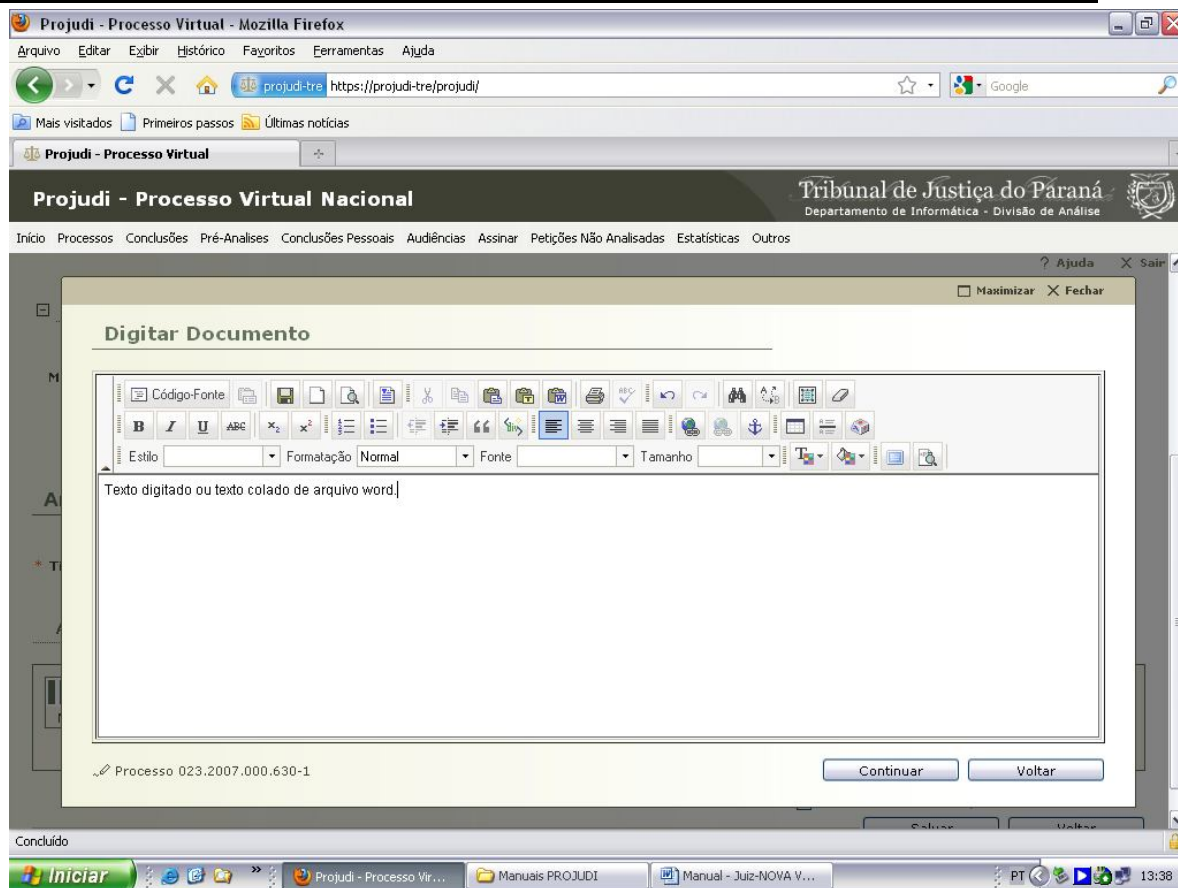 Projudi - Processo Virtual - Mozilla Firefox
Arquivo Editar Exibir Histórico Favoritos Ferramentas Ajuda
projudi-tre https://projudi-tre/projudi/ Google
Mais visitados Primeiros passos Últimas notícias
Projudi - Processo Virtual
Projudi - Processo Virtual Nacional
Tribunal de Justiça do Paraná
Departamento de Informática - Divisão de Análise
Início Processos Conclusões Pré-Analises Conclusões Pessoais Audiências Assinar Petições Não Analisadas Estatísticas Outros
? Ajuda X Sair
Maximizar X Fechar
Digitar Documento
Código-Fonte
B I U ABC x₂ x²
Estilo Formatação Normal Fonte Tamanho
Texto digitado ou texto colado de arquivo word.
Processo 023.2007.000.630-1
Continuar Voltar
Salvar Voltar
Concluído
Iniciar » Projudi - Processo Vir... Manuais PROJUDI Manual - Juiz-NOVA V... PT 13:38